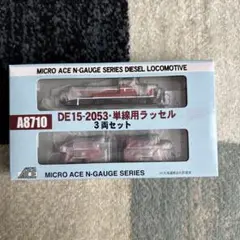 MICRO ACE N-GAUGE SERIES DIESEL LOCOMOTIVE
A8710
DE15-2053・単線用ラッセル
3両セット
MICRO ACE N-GAUGE SERIES